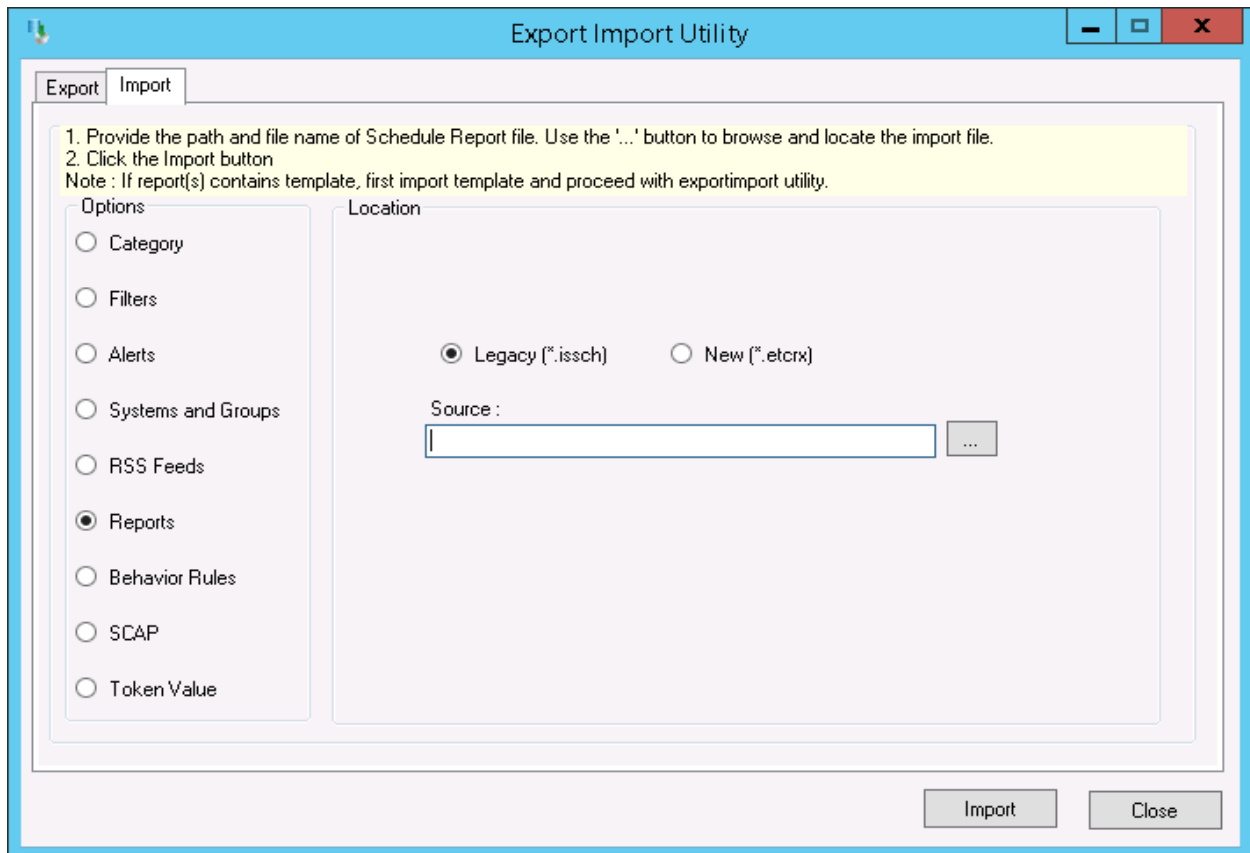 Export Import Utility
Export
Import
1. Provide the path and file name of Schedule Report file. Use the '...' button to browse and locate the import file.
2. Click the Import button
Note : If report(s) contains template, first import template and proceed with exportimport utility.
Options
Location
Category
Filters
Alerts
Legacy (*.issch)
New (*.etcrx)
Systems and Groups
Source :
...
RSS Feeds
Reports
Behavior Rules
SCAP
Token Value
Import
Close